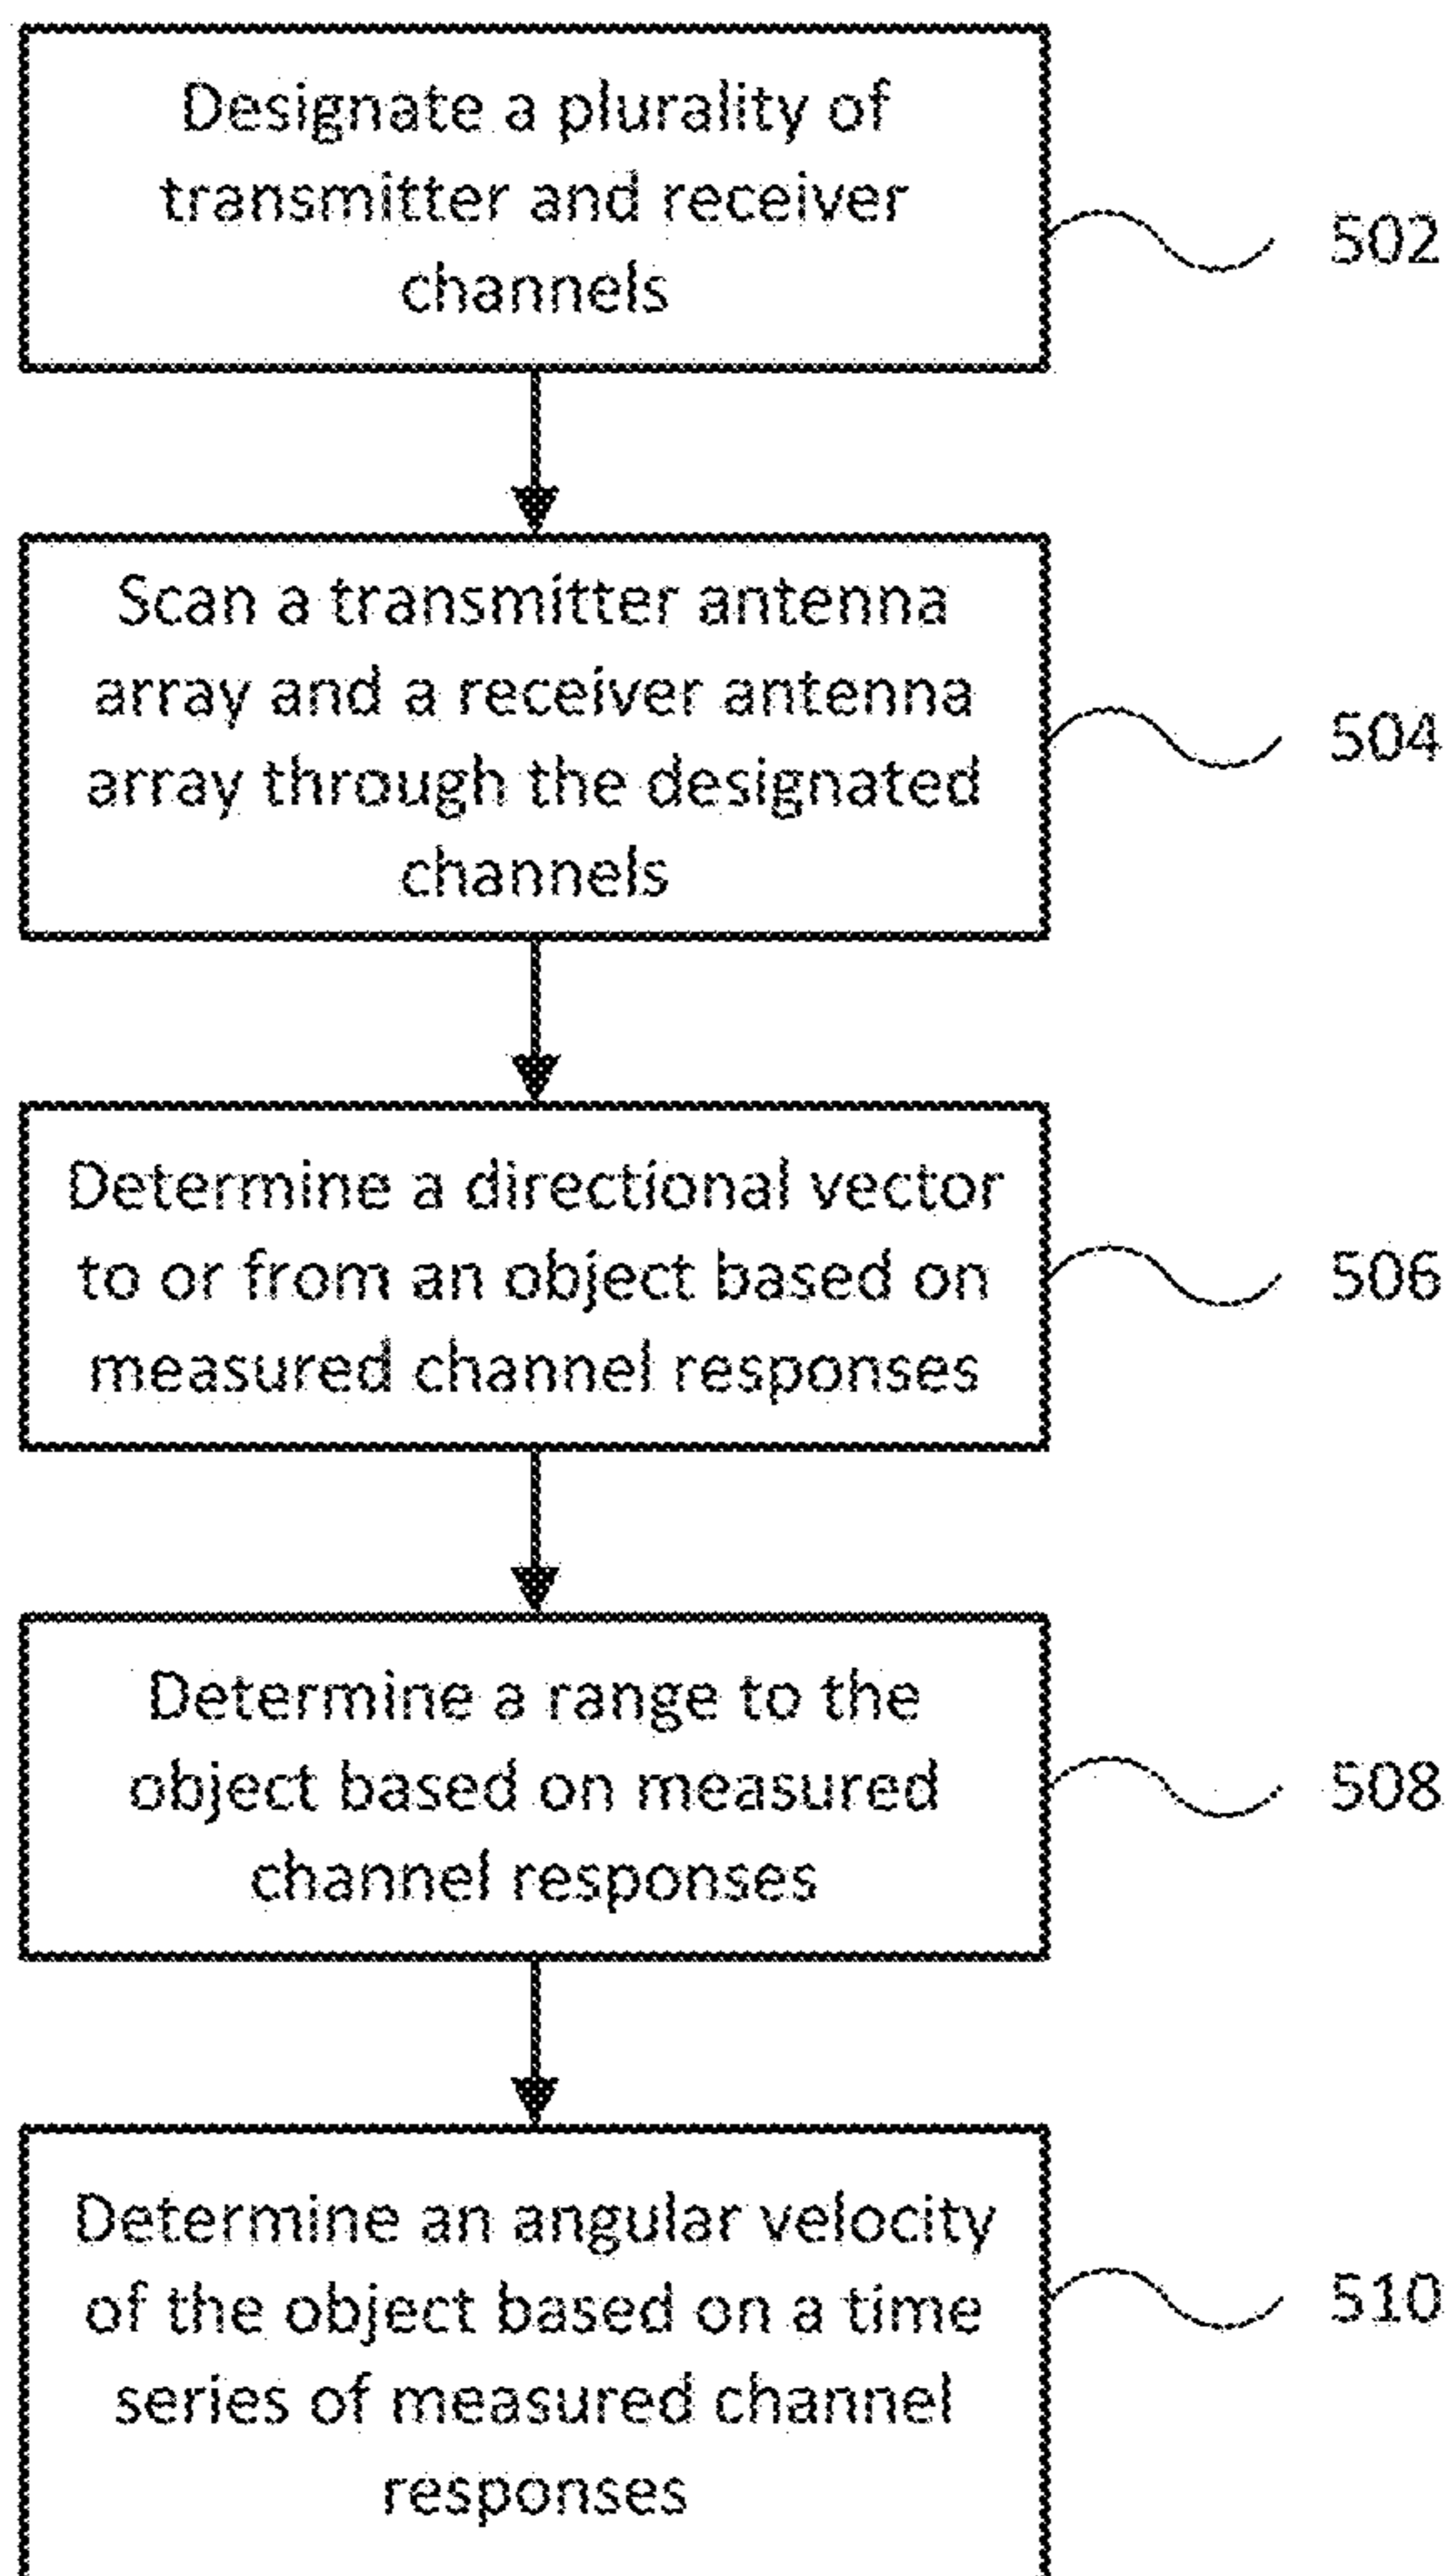 Designate a plurality of
transmitter and receiver
channels
502
Scan a transmitter antenna
array and a receiver antenna
array through the designated
channels
504
Determine a directional vector
to or from an object based on
measured channel responses
506
Determine a range to the
object based on measured
channel responses
508
Determine an angular velocity
of the object based on a time
series of measured channel
responses
510